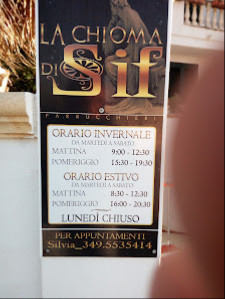 LA CHIOMA
DI Sif
PARRUCCHIERI
ORARIO INVERNALE
DA MARTEDÌ A SABATO
MATTINA 9:00 - 12:30
POMERIGGIO 15:30 - 19:30
ORARIO ESTIVO
DA MARTEDÌ A SABATO
MATTINA 8:30 - 12:30
POMERIGGIO 16:00 - 20:30
LUNEDÌ CHIUSO
PER APPUNTAMENTI
Silvia_349.5535414